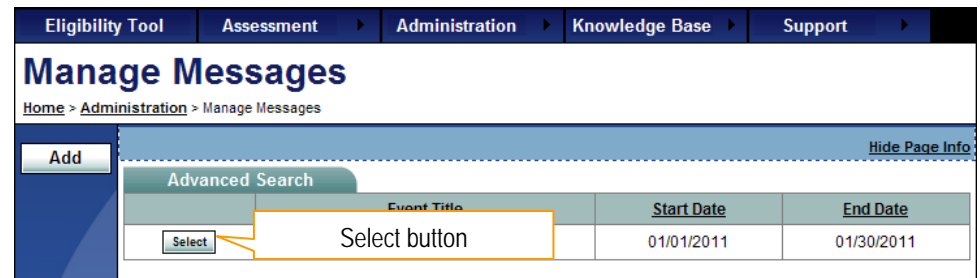 Eligibility Tool Assessment Administration Knowledge Base Support
Manage Messages
Home > Administration > Manage Messages
Add
Hide Page Info
Advanced Search
Event Title Start Date End Date
Select Select button 01/01/2011 01/30/2011